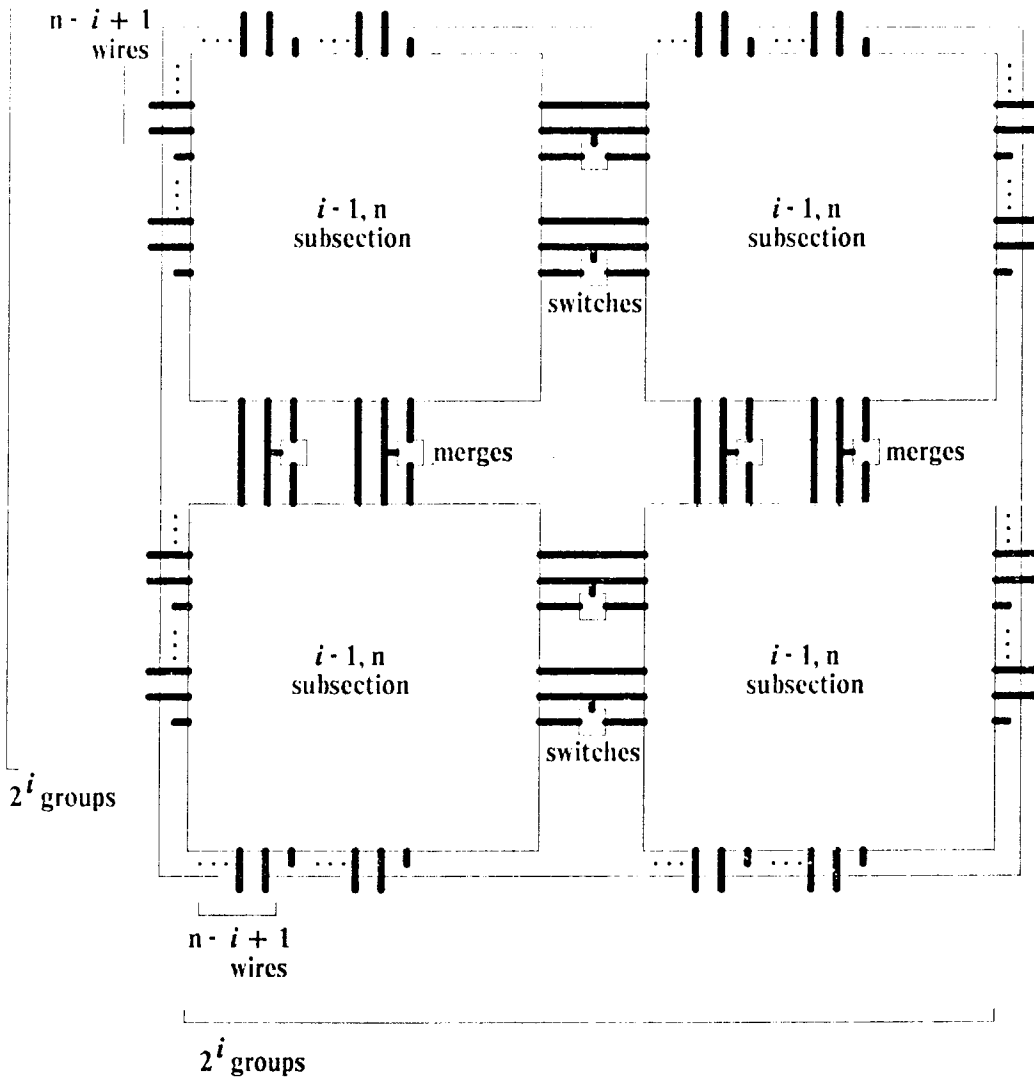 n - i + 1
wires
i - 1, n
subsection
i - 1, n
subsection
switches
merges
merges
i - 1, n
subsection
i - 1, n
subsection
switches
2^i groups
n - i + 1
wires
2^i groups